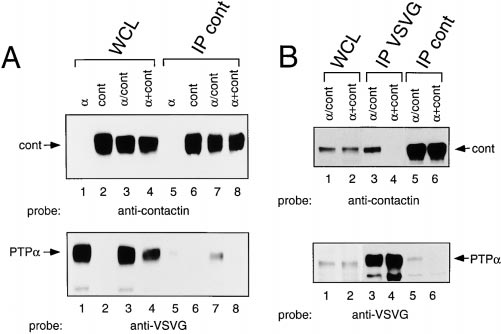 A
WCL
IP cont
α
cont
α/cont
α+cont
α
cont
α/cont
α+cont
cont
1 2 3 4 5 6 7 8
probe: anti-contactin
PTPα
1 2 3 4 5 6 7 8
probe: anti-VSVG
B
WCL
IP VSVG
IP cont
α/cont
α+cont
α/cont
α+cont
α/cont
α+cont
cont
1 2 3 4 5 6
probe: anti-contactin
PTPα
1 2 3 4 5 6
probe: anti-VSVG